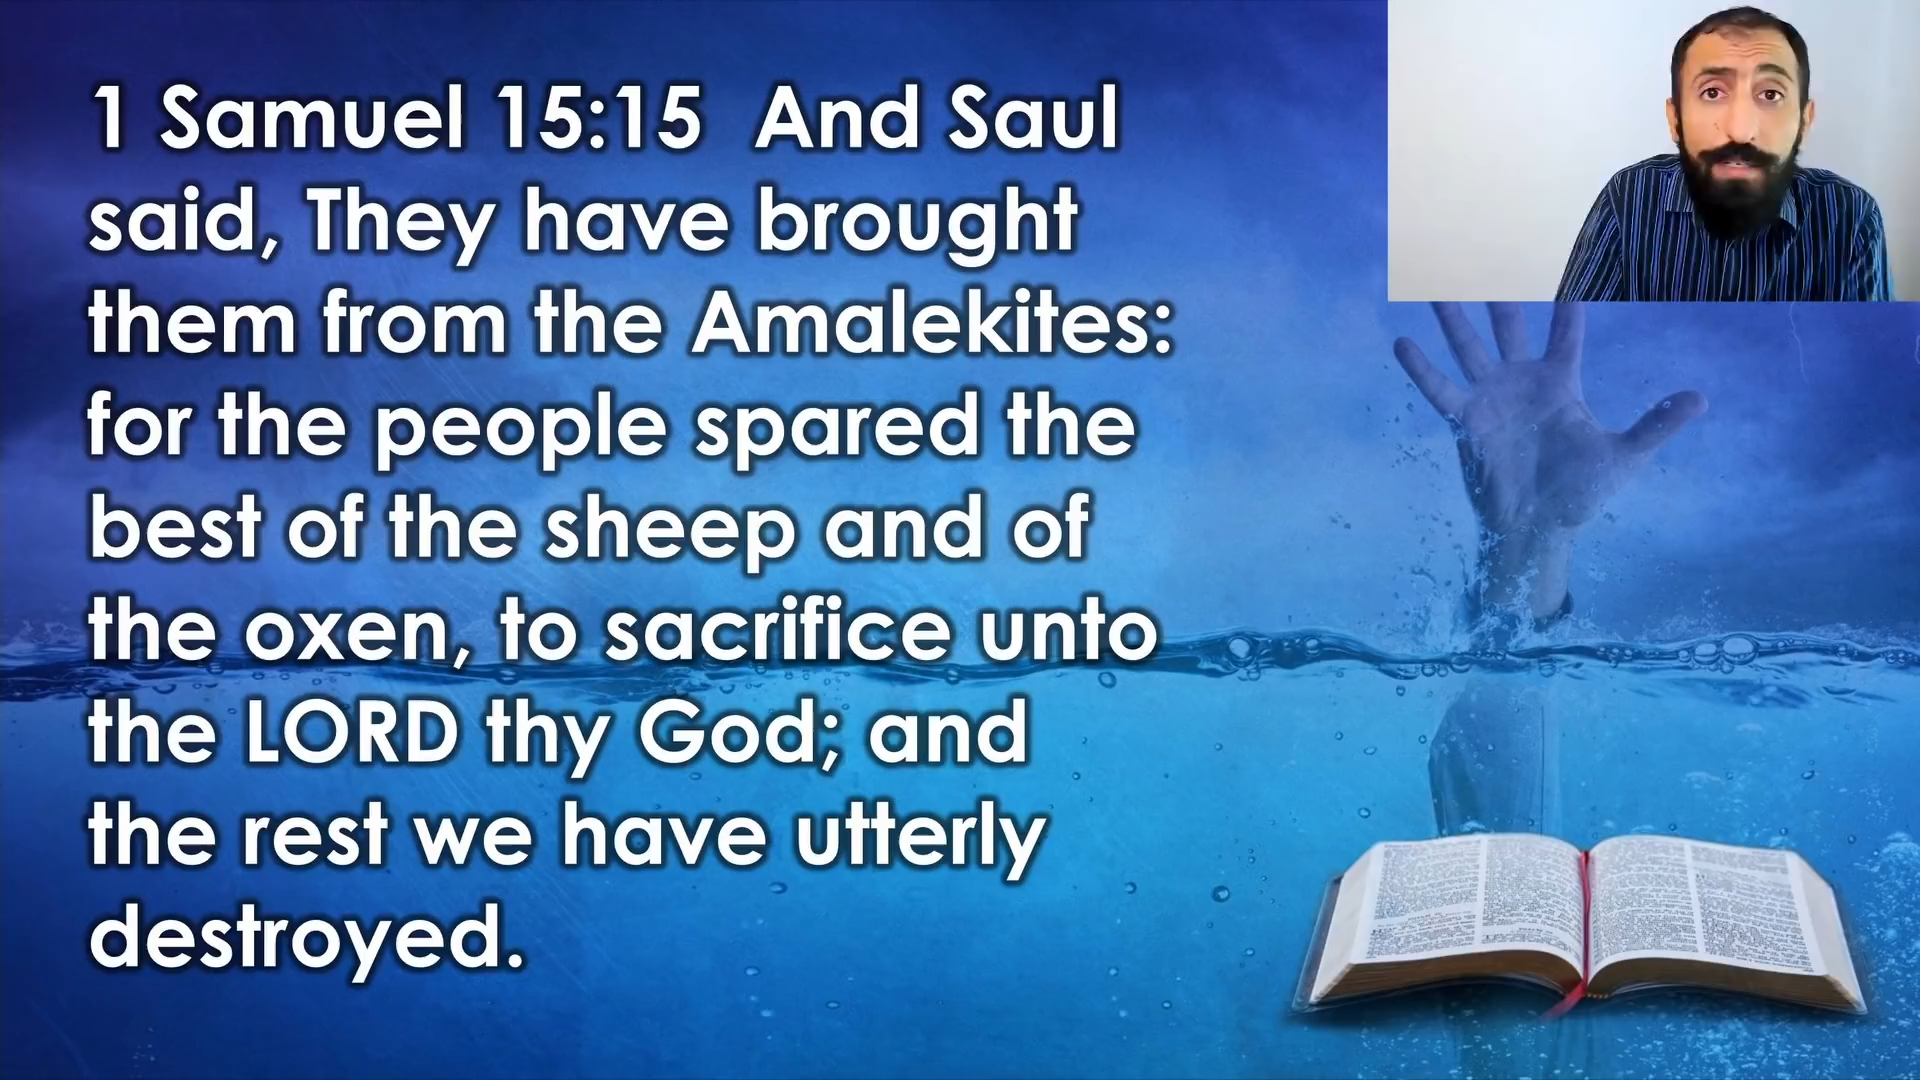 1 Samuel 15:15  And Saul
said, They have brought
them from the Amalekites:
for the people spared the
best of the sheep and of
the oxen, to sacrifice unto
the LORD thy God; and
the rest we have utterly
destroyed.